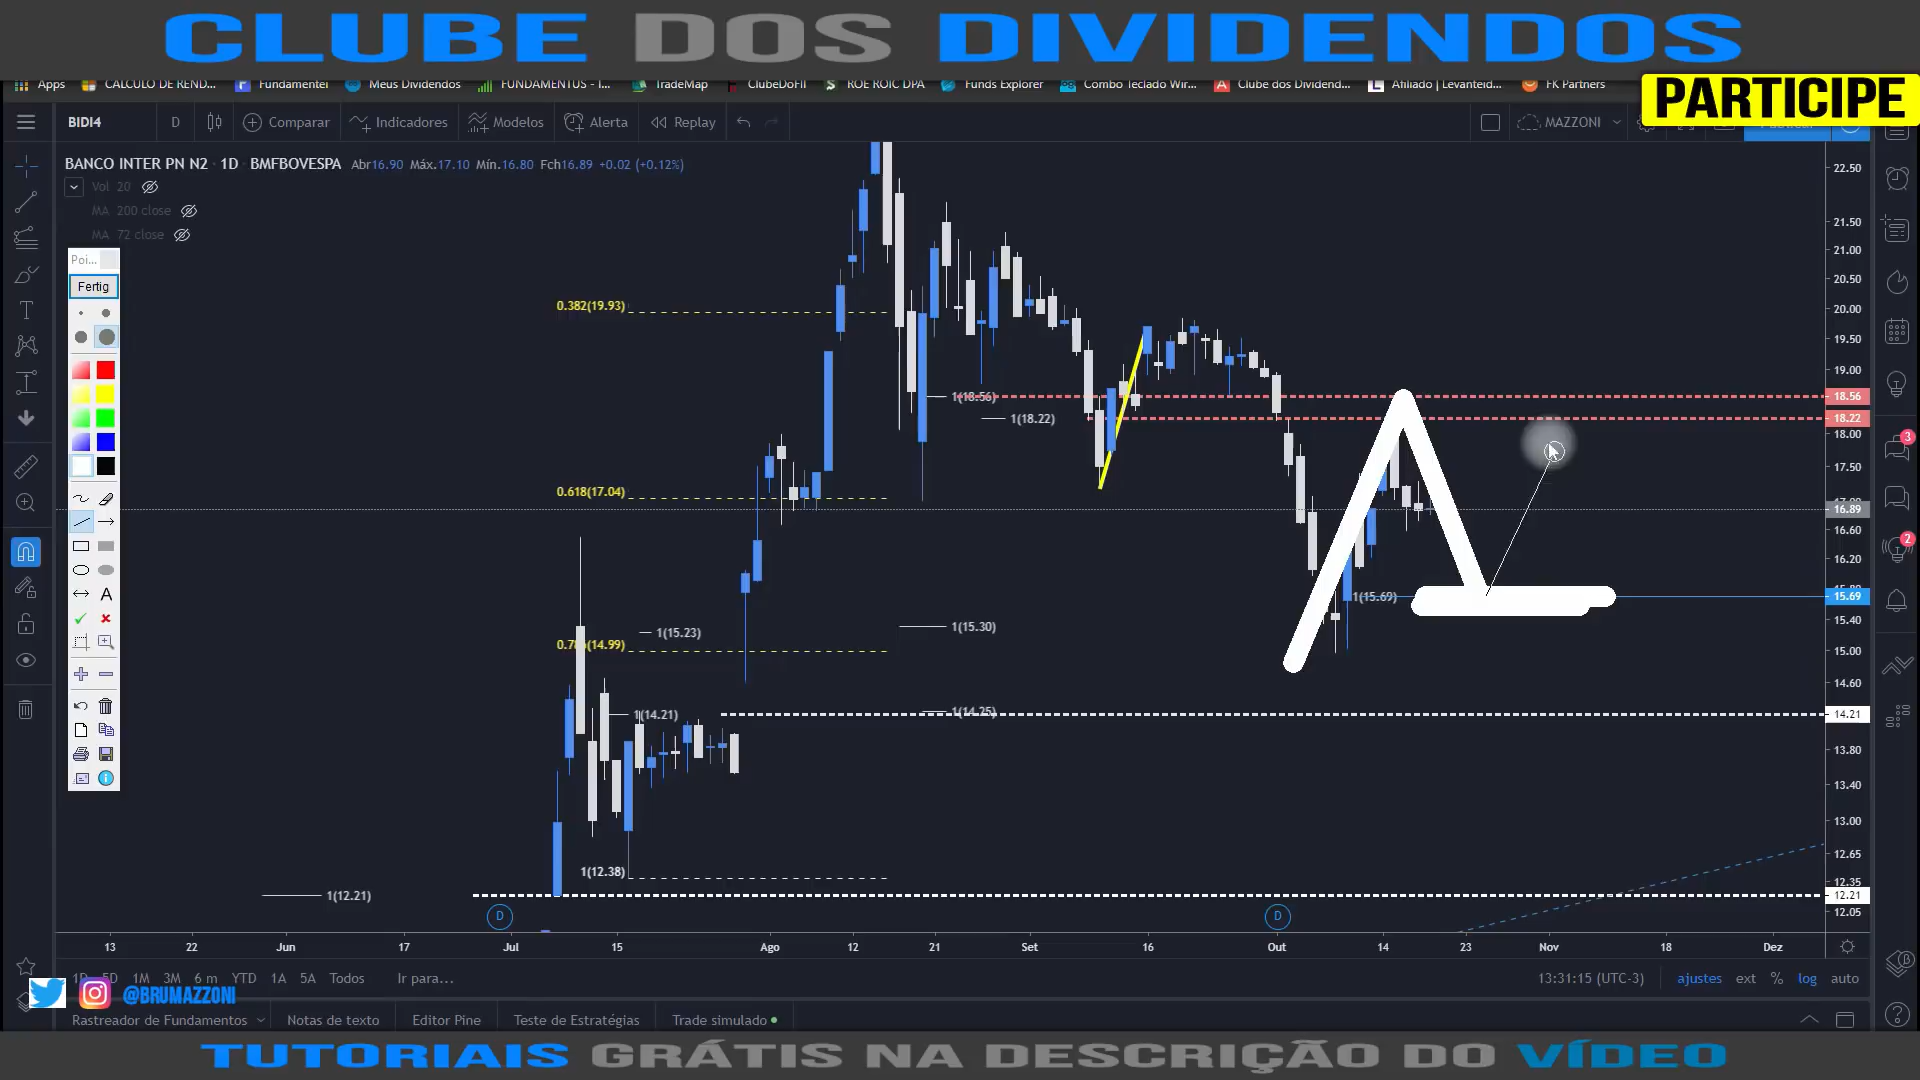 CLUBE DOS DIVIDENDOS
Apps CALCULO DE REND... Fundamentei Meus Dividendos FUNDAMENTUS - I... TradeMap ClubeDoFII ROE ROIC DPA Funds Explorer Combo Teclado Wir... Clube dos Dividend... Afiliado | Levanteid... FK Partners
PARTICIPE
BIDI4 D Comparar Indicadores Modelos Alerta Replay MAZZONI
BANCO INTER PN N2 · 1D · BMFBOVESPA Abr16.90 Máx.17.10 Mín.16.80 Fch16.89 +0.02 (+0.12%)
Vol 20
MA 200 close
MA 72 close
Poi...
Fertig
A
0.382(19.93)
1(18.56)
1(18.22)
0.618(17.04)
1(15.69)
1(15.30)
1(15.23)
(14.99)
1(14.21)
1(14.25)
1(12.38)
1(12.21)
22.50
21.50
21.00
20.50
20.00
19.50
19.00
18.56
18.22
18.00
17.50
16.89
16.60
16.20
15.69
15.40
15.00
14.60
14.21
13.80
13.40
13.00
12.65
12.35
12.21
12.05
3
2
D D
13 22 Jun 17 Jul 15 Ago 12 21 Set 16 Out 14 23 Nov 18 Dez
1D 5D 1M 3M 6 m YTD 1A 5A Todos Ir para... 13:31:15 (UTC-3) ajustes ext % log auto
@BRUMAZZONI
Rastreador de Fundamentos Notas de texto Editor Pine Teste de Estratégias Trade simulado
TUTORIAIS GRÁTIS NA DESCRIÇÃO DO VÍDEO